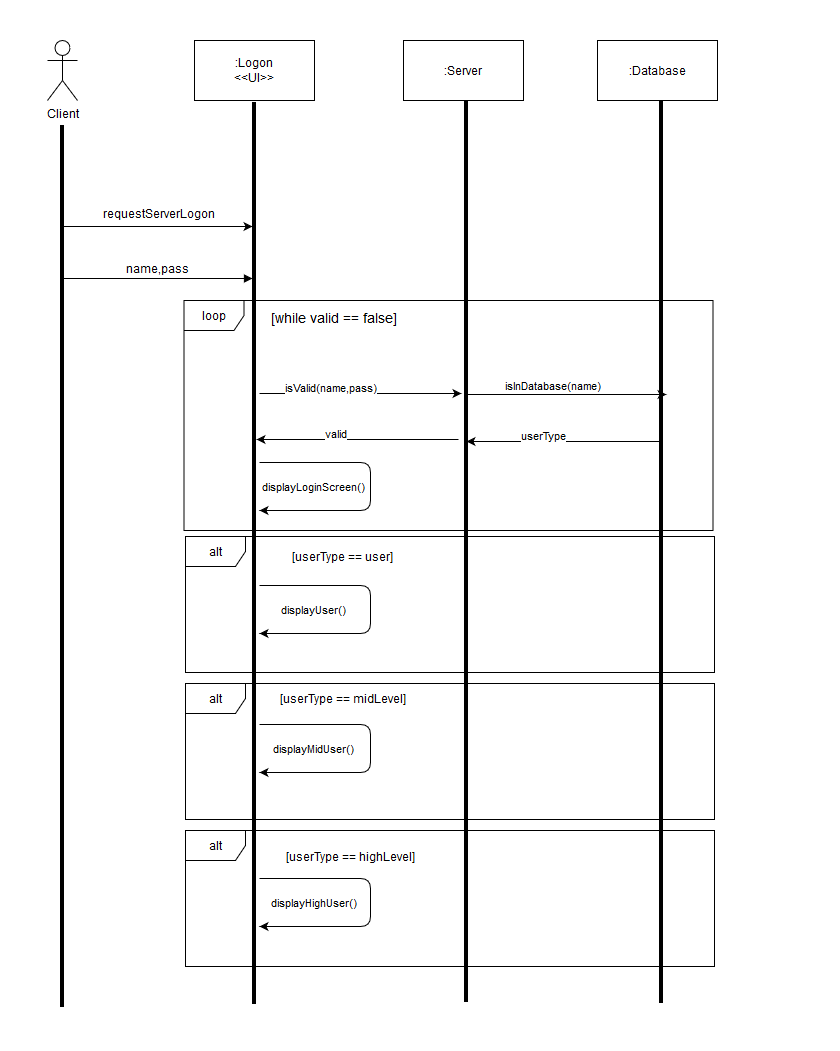 :Logon
<<UI>>
:Server
:Database
Client
requestServerLogon
name,pass
loop
[while valid == false]
isValid(name,pass)
isInDatabase(name)
valid
userType
displayLoginScreen()
alt
[userType == user]
displayUser()
alt
[userType == midLevel]
displayMidUser()
alt
[userType == highLevel]
displayHighUser()